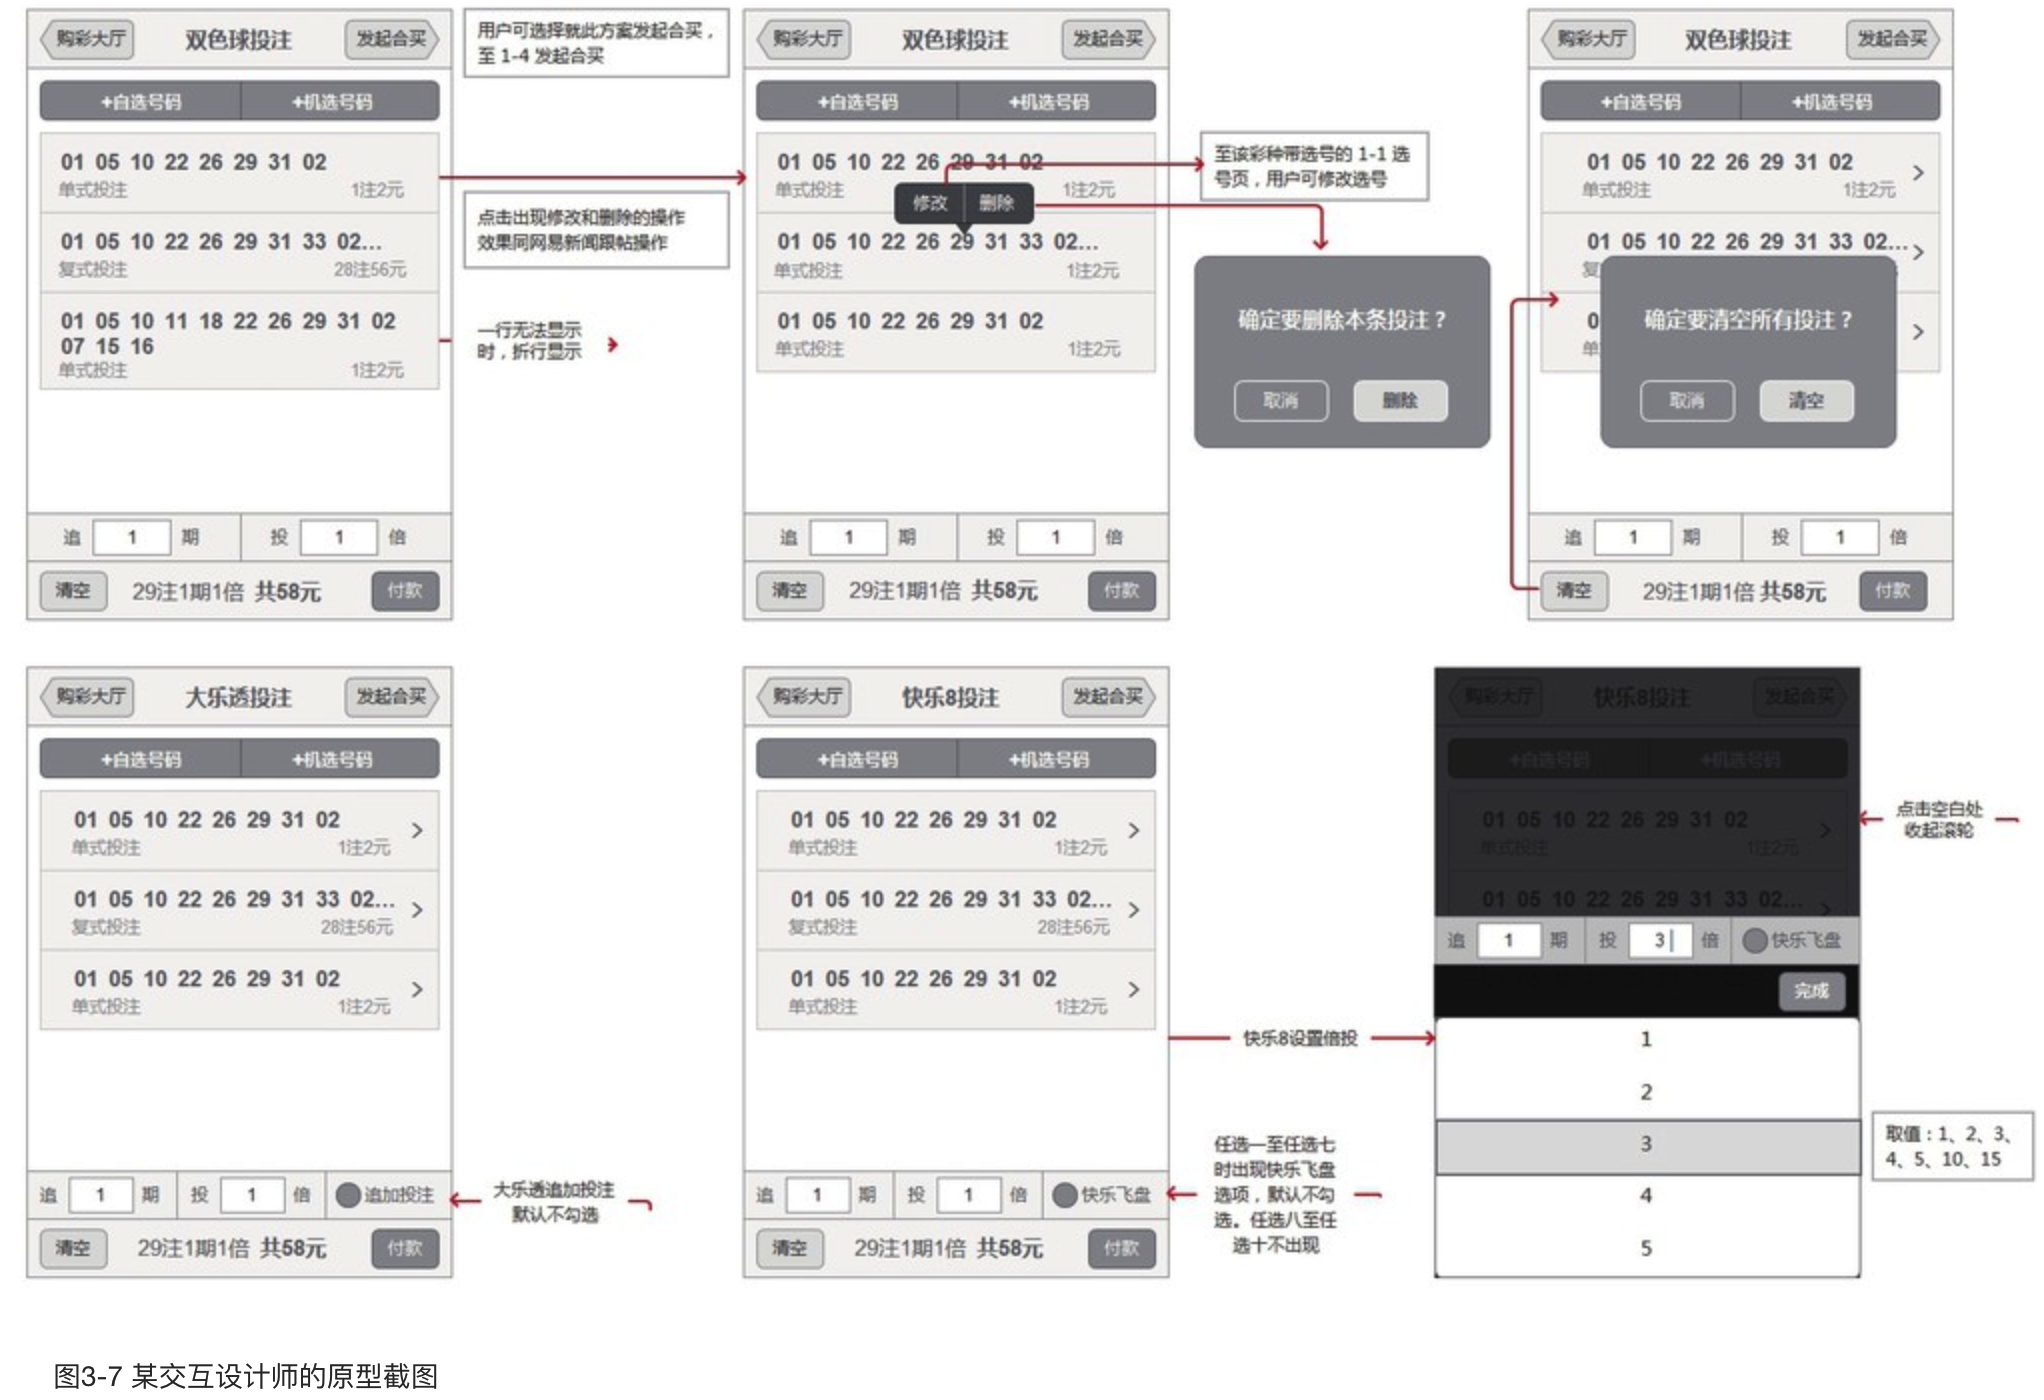 购彩大厅 双色球投注 发起合买
+自选号码 +机选号码
01 05 10 22 26 29 31 02
单式投注 1注2元
01 05 10 22 26 29 31 33 02...
复式投注 28注56元
01 05 10 11 18 22 26 29 31 02
07 15 16
单式投注 1注2元
追 1 期 投 1 倍
清空 29注1期1倍 共58元 付款
用户可选择就此方案发起合买，
至 1-4 发起合买
点击出现修改和删除的操作
效果同网易新闻跟帖操作
一行无法显示
时，折行显示
购彩大厅 双色球投注 发起合买
+自选号码 +机选号码
01 05 10 22 26 29 31 02
单式投注 1注2元
修改 删除
01 05 10 22 26 29 31 33 02...
单式投注 1注2元
01 05 10 22 26 29 31 02
单式投注 1注2元
追 1 期 投 1 倍
清空 29注1期1倍 共58元 付款
至该彩种带选号的 1-1 选
号页，用户可修改选号
确定要删除本条投注？
取消 删除
购彩大厅 双色球投注 发起合买
+自选号码 +机选号码
01 05 10 22 26 29 31 02
单式投注 1注2元
01 05 10 22 26 29 31 33 02...
复
0
单
确定要清空所有投注？
取消 清空
追 1 期 投 1 倍
清空 29注1期1倍 共58元 付款
购彩大厅 大乐透投注 发起合买
+自选号码 +机选号码
01 05 10 22 26 29 31 02
单式投注 1注2元
01 05 10 22 26 29 31 33 02...
复式投注 28注56元
01 05 10 22 26 29 31 02
单式投注 1注2元
追 1 期 投 1 倍 追加投注
清空 29注1期1倍 共58元 付款
大乐透追加投注
默认不勾选
购彩大厅 快乐8投注 发起合买
+自选号码 +机选号码
01 05 10 22 26 29 31 02
单式投注 1注2元
01 05 10 22 26 29 31 33 02...
复式投注 28注56元
01 05 10 22 26 29 31 02
单式投注 1注2元
追 1 期 投 1 倍 快乐飞盘
清空 29注1期1倍 共58元 付款
快乐8设置倍投
任选一至任选七
时出现快乐飞盘
选项，默认不勾
选。任选八至任
选十不出现
购彩大厅 快乐8投注 发起合买
+自选号码 +机选号码
01 05 10 22 26 29 31 02
单式投注 1注2元
01 05 10 22 26 29 31 33 02...
追 1 期 投 3 倍 快乐飞盘
完成
1
2
3
4
5
点击空白处
收起滚轮
取值：1、2、3、
4、5、10、15
图3-7 某交互设计师的原型截图